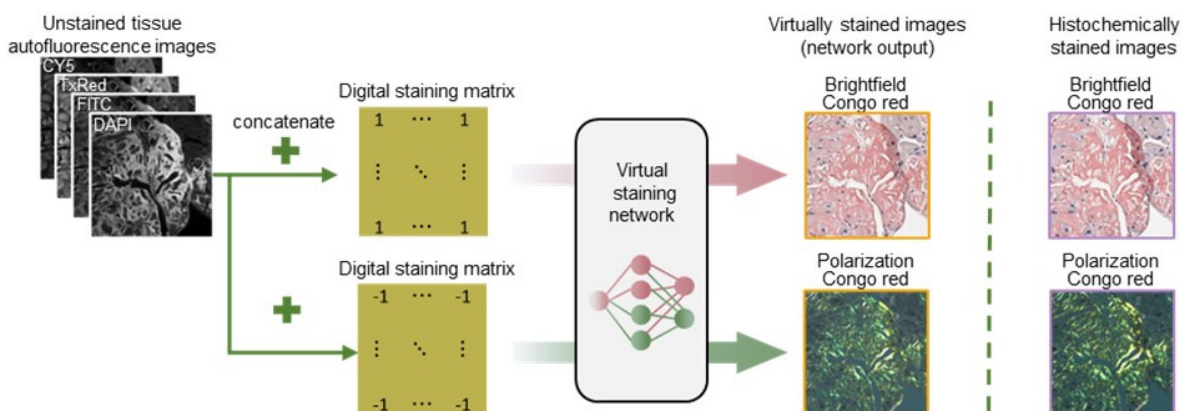 Unstained tissue
autofluorescence images
CY5
TxRed
FITC
DAPI
concatenate
Digital staining matrix
1 ··· 1
⋮ ⋱ ⋮
1 ··· 1
Digital staining matrix
-1 ··· -1
⋮ ⋱ ⋮
-1 ··· -1
Virtual
staining
network
Virtually stained images
(network output)
Brightfield
Congo red
Polarization
Congo red
Histochemically
stained images
Brightfield
Congo red
Polarization
Congo red